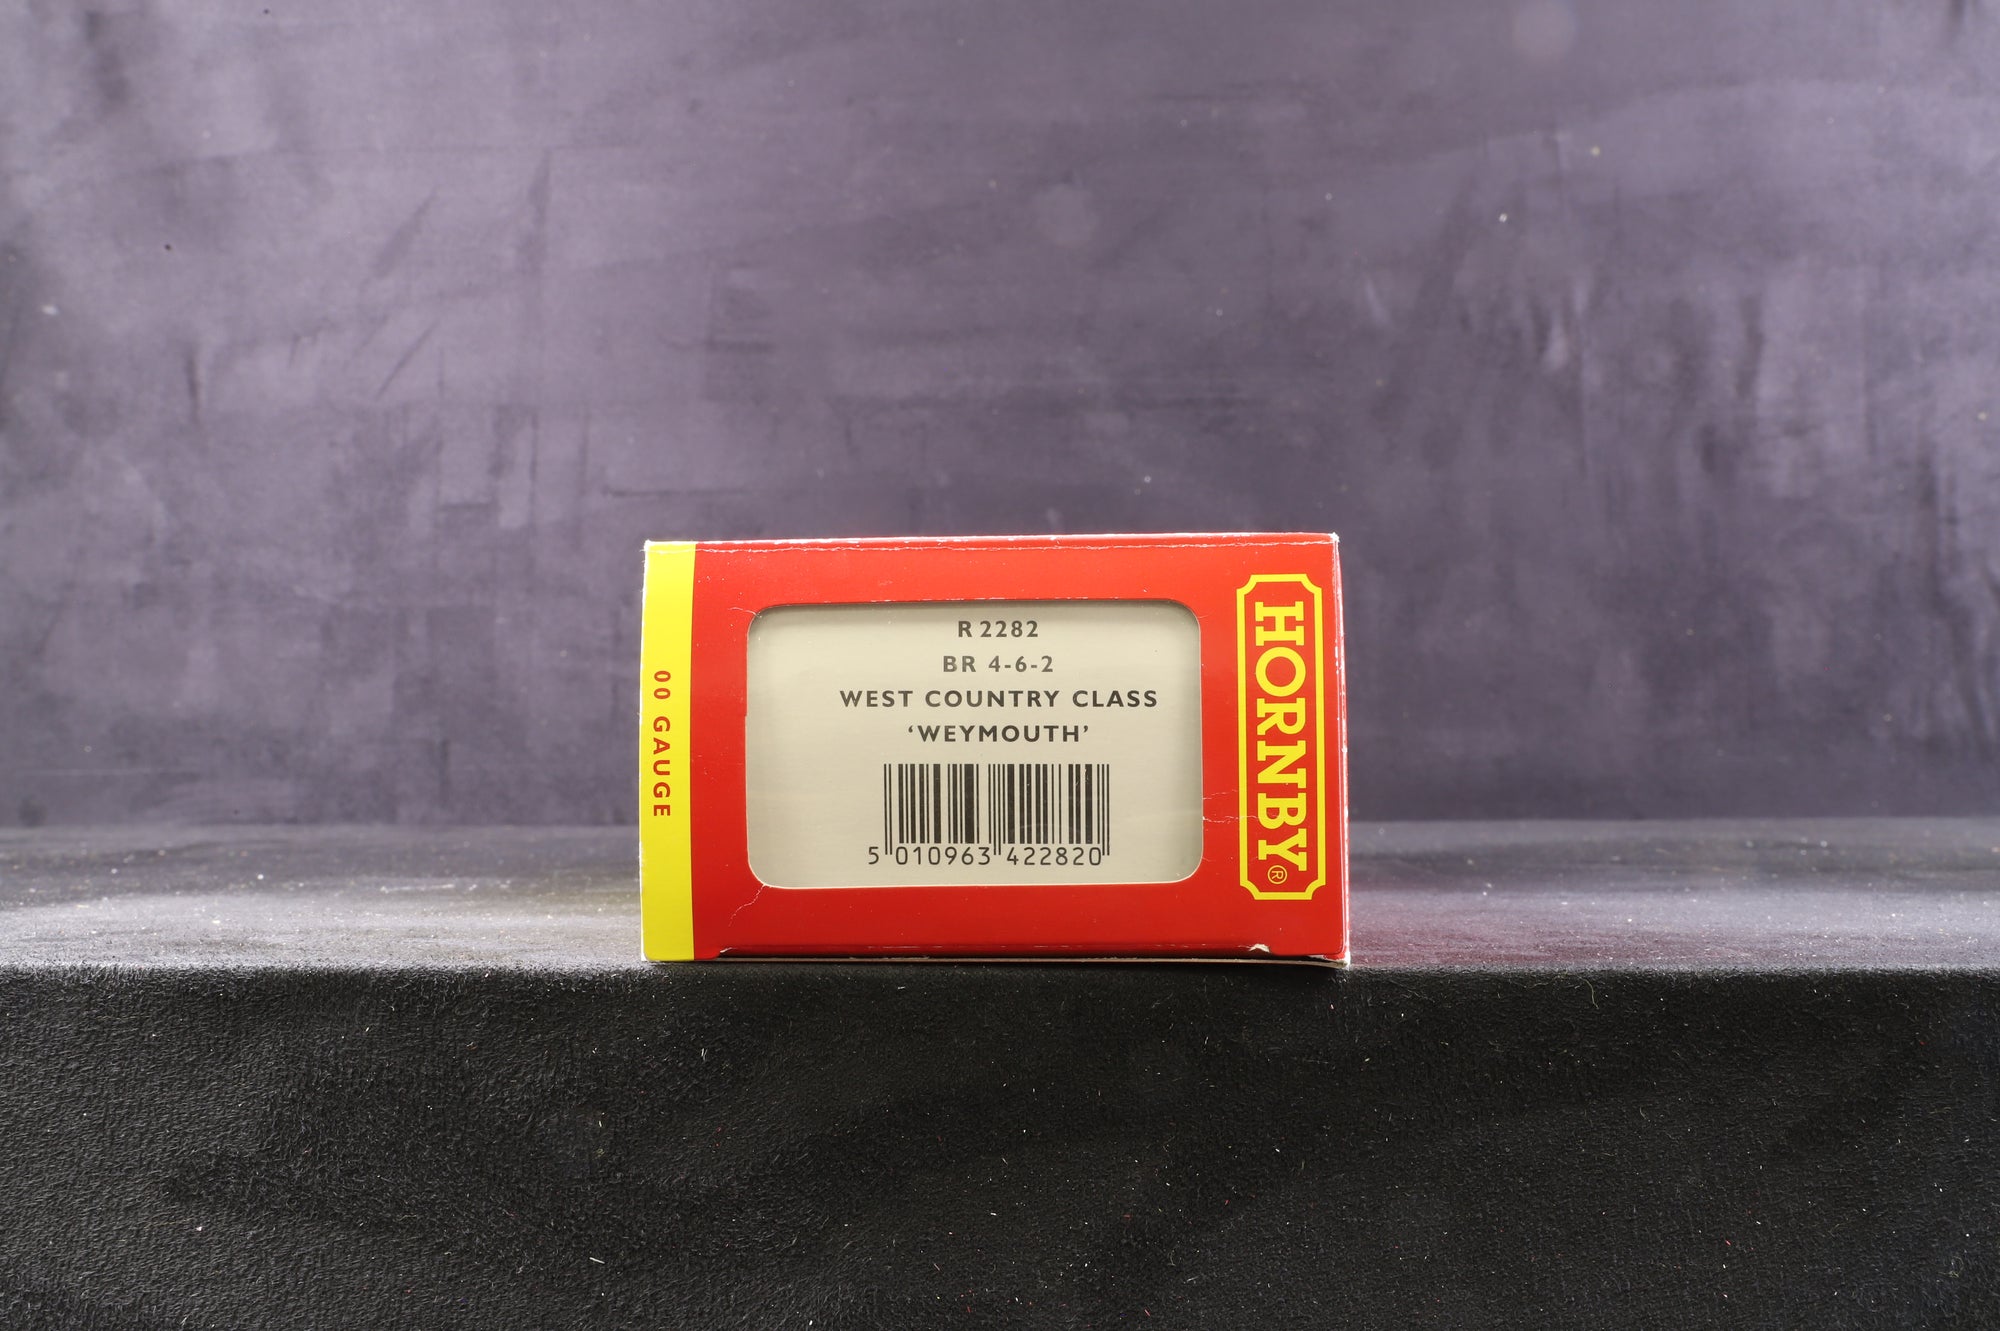 00 GAUGE
R 2282
BR 4-6-2
WEST COUNTRY CLASS
‘WEYMOUTH’
5 010963 422820
HORNBY®